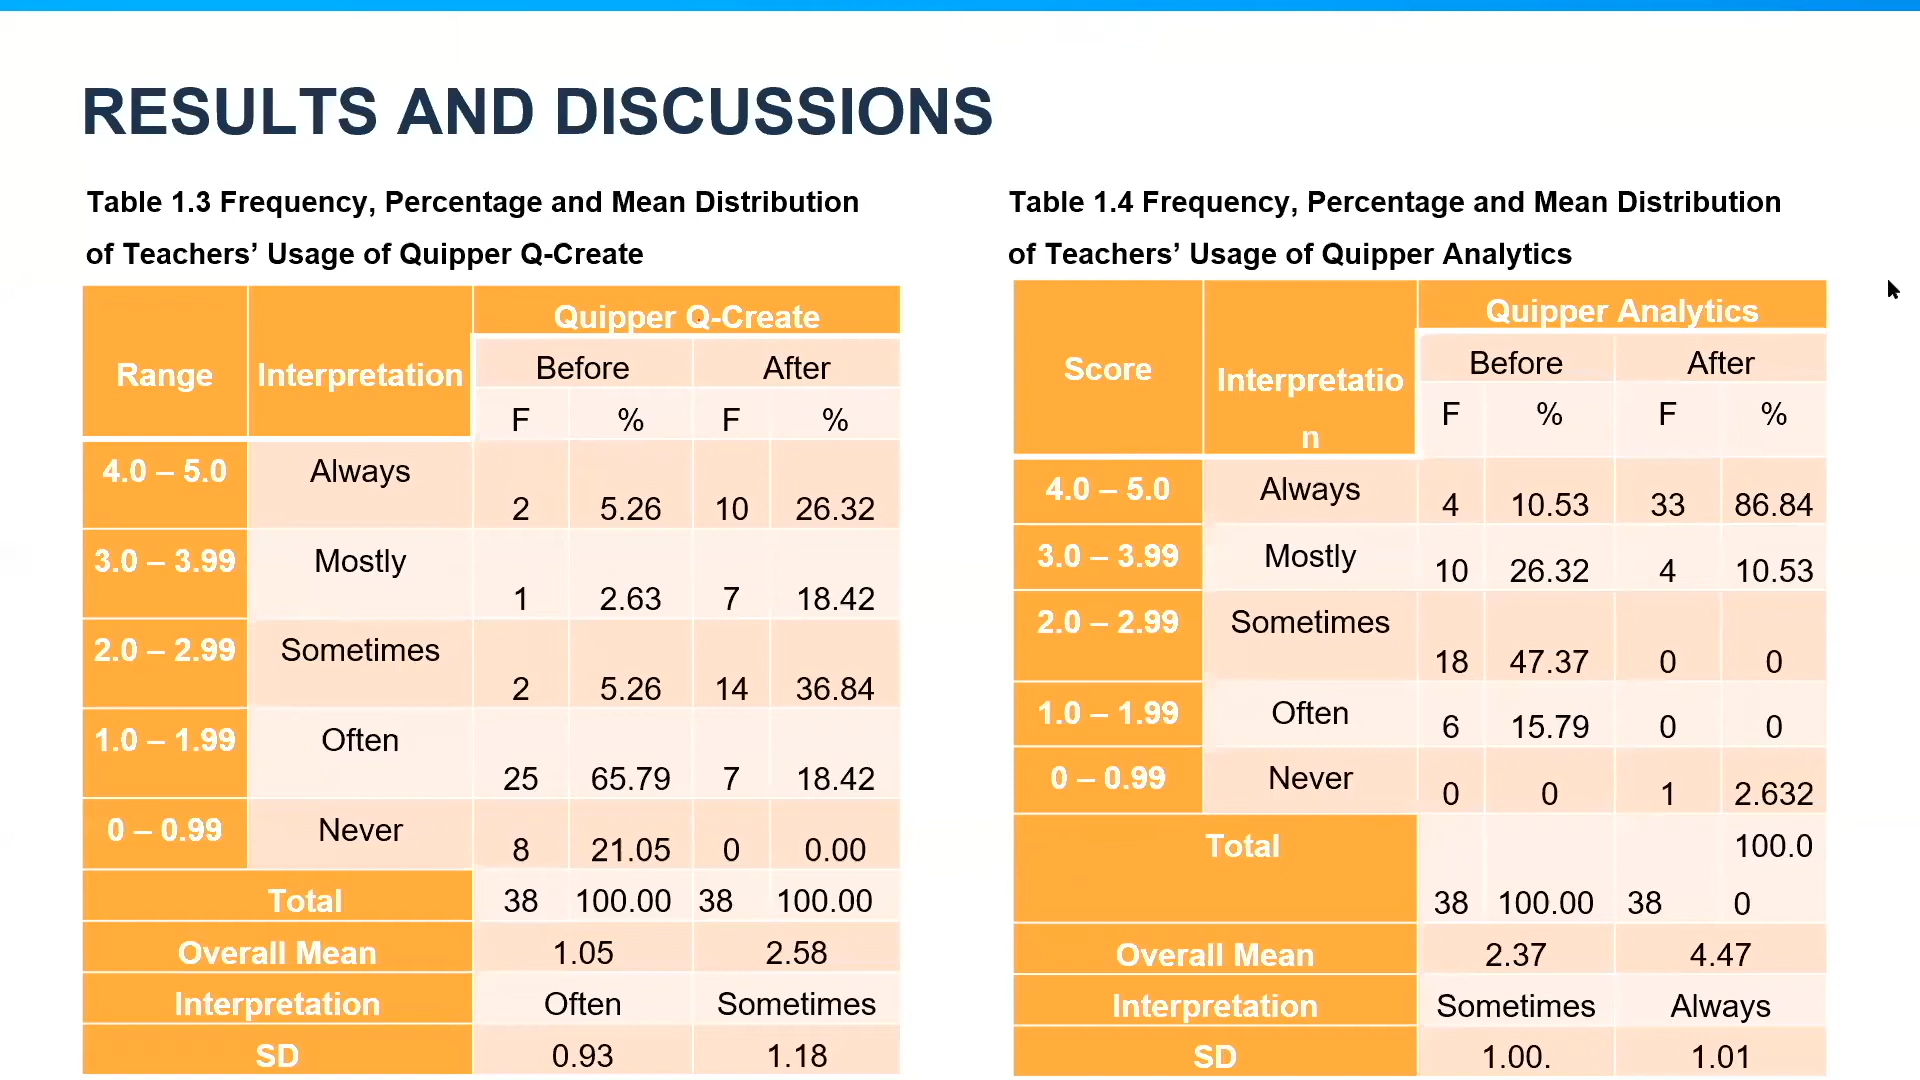 RESULTS AND DISCUSSIONS
Table 1.3 Frequency, Percentage and Mean Distribution
of Teachers’ Usage of Quipper Q-Create
Range Interpretation Quipper Q-Create
Before After
F % F %
4.0 – 5.0 Always 2 5.26 10 26.32
3.0 – 3.99 Mostly 1 2.63 7 18.42
2.0 – 2.99 Sometimes 2 5.26 14 36.84
1.0 – 1.99 Often 25 65.79 7 18.42
0 – 0.99 Never 8 21.05 0 0.00
Total 38 100.00 38 100.00
Overall Mean 1.05 2.58
Interpretation Often Sometimes
SD 0.93 1.18
Table 1.4 Frequency, Percentage and Mean Distribution
of Teachers’ Usage of Quipper Analytics
Quipper Analytics
Score Interpretatio
n
Before After
F % F %
4.0 – 5.0 Always 4 10.53 33 86.84
3.0 – 3.99 Mostly 10 26.32 4 10.53
2.0 – 2.99 Sometimes 18 47.37 0 0
1.0 – 1.99 Often 6 15.79 0 0
0 – 0.99 Never 0 0 1 2.632
Total 38 100.00 38 100.0
0
Overall Mean 2.37 4.47
Interpretation Sometimes Always
SD 1.00. 1.01